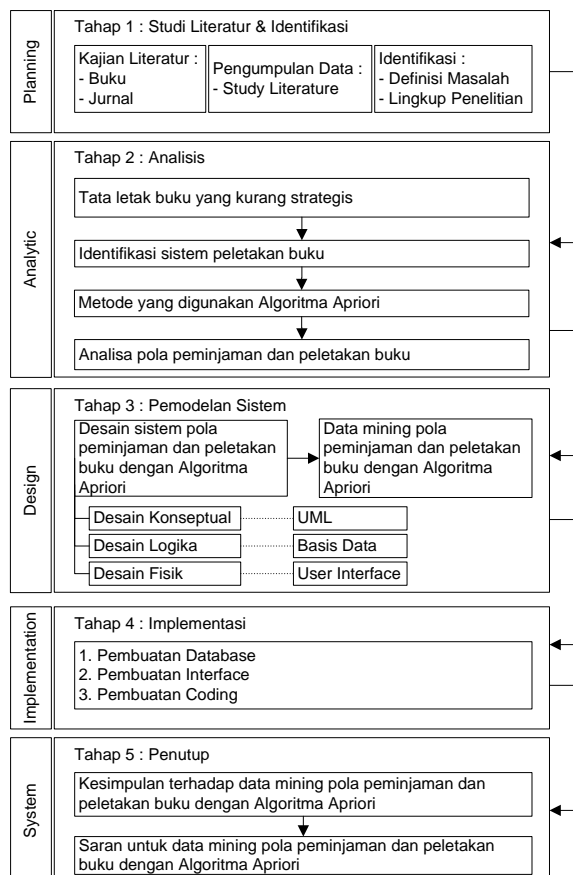 Planning
Tahap 1 : Studi Literatur & Identifikasi
Kajian Literatur :
- Buku
- Jurnal
Pengumpulan Data :
- Study Literature
Identifikasi :
- Definisi Masalah
- Lingkup Penelitian
Analytic
Tahap 2 : Analisis
Tata letak buku yang kurang strategis
Identifikasi sistem peletakan buku
Metode yang digunakan Algoritma Apriori
Analisa pola peminjaman dan peletakan buku
Design
Tahap 3 : Pemodelan Sistem
Desain sistem pola
peminjaman dan peletakan
buku dengan Algoritma
Apriori
Data mining pola
peminjaman dan peletakan
buku dengan Algoritma
Apriori
Desain Konseptual
UML
Desain Logika
Basis Data
Desain Fisik
User Interface
Implementation
Tahap 4 : Implementasi
1. Pembuatan Database
2. Pembuatan Interface
3. Pembuatan Coding
System
Tahap 5 : Penutup
Kesimpulan terhadap data mining pola peminjaman dan
peletakan buku dengan Algoritma Apriori
Saran untuk data mining pola peminjaman dan peletakan
buku dengan Algoritma Apriori